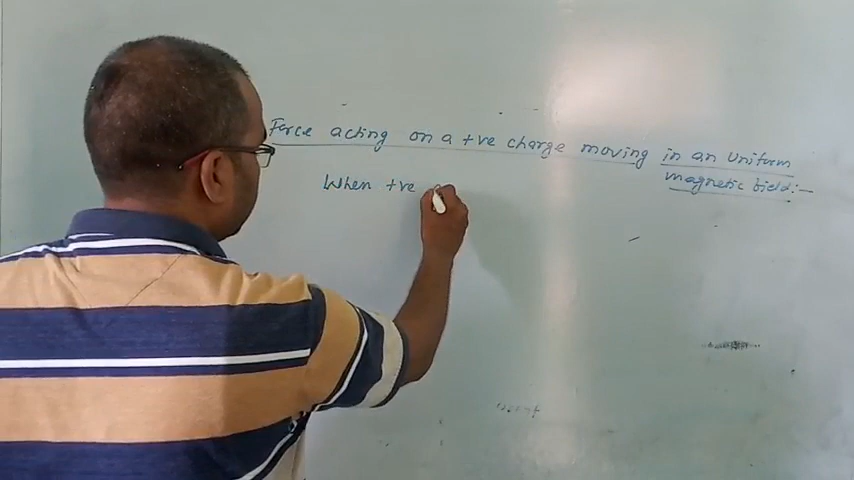 Force acting on a +ve charge moving in an Uniform
magnetic field:-
When +ve